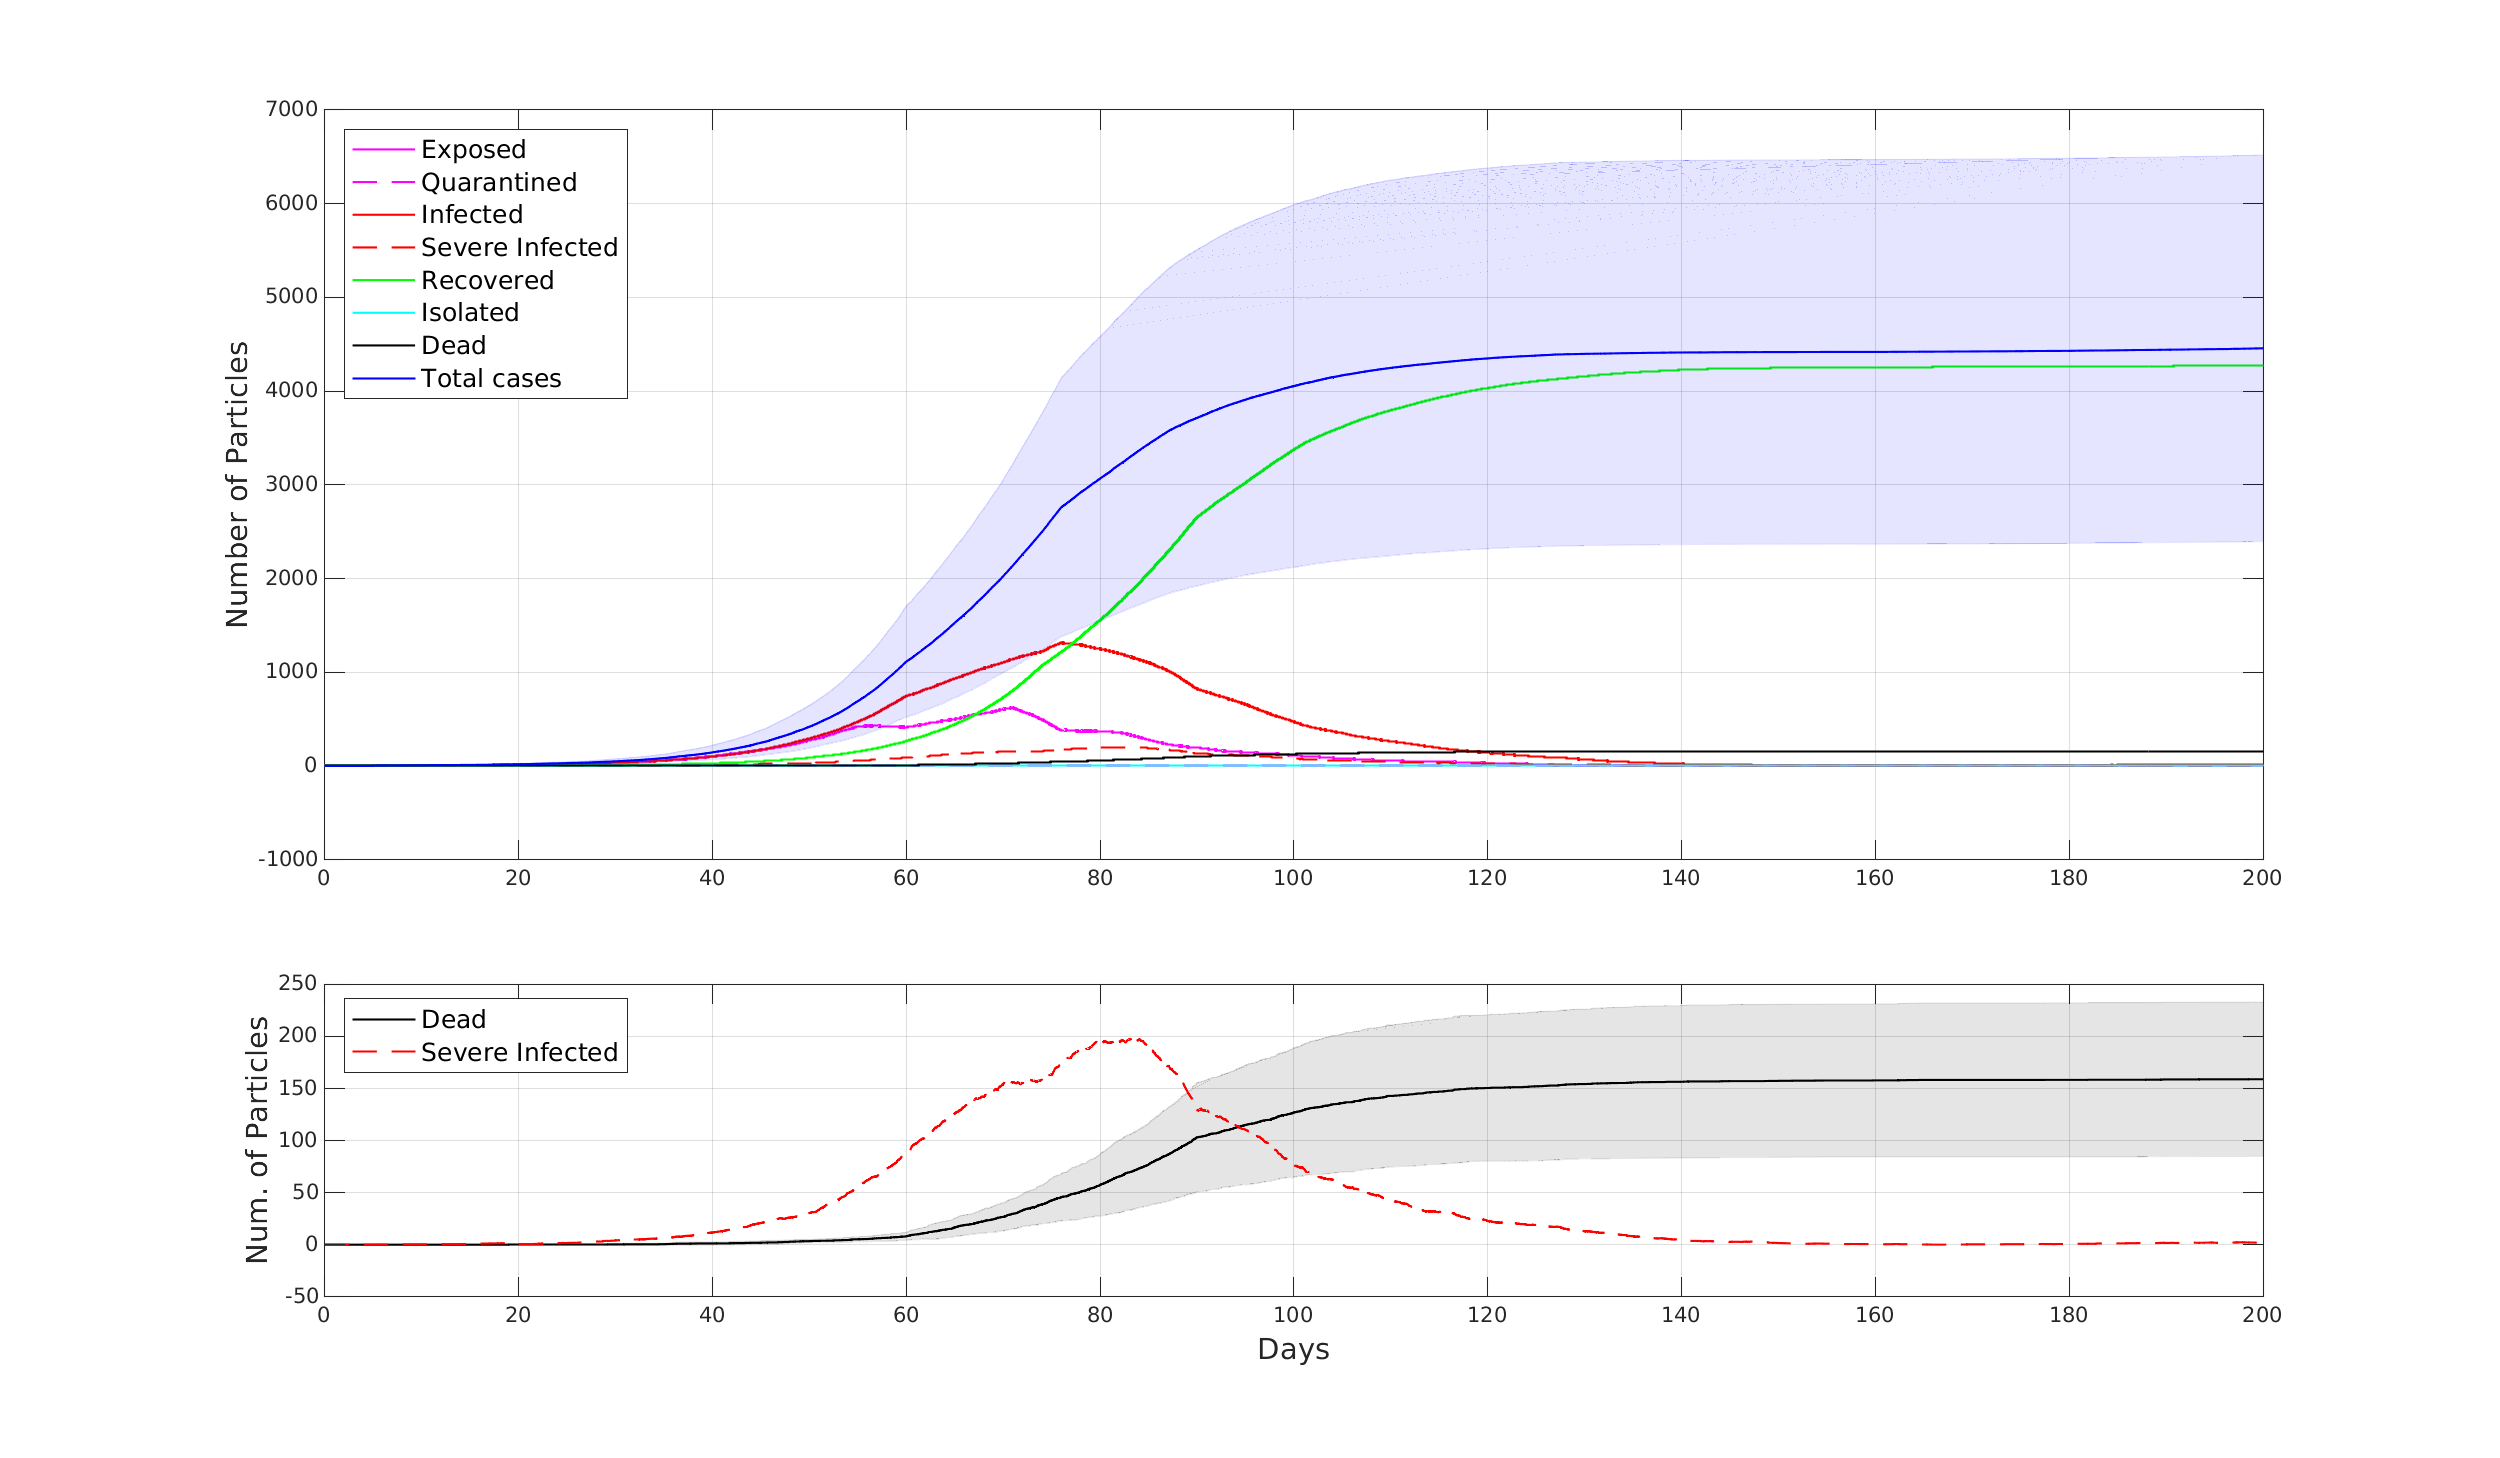 7000
6000
5000
4000
3000
2000
1000
0
-1000
Number of Particles
Exposed
Quarantined
Infected
Severe Infected
Recovered
Isolated
Dead
Total cases
0 20 40 60 80 100 120 140 160 180 200
250
200
150
100
50
0
-50
Num. of Particles
Dead
Severe Infected
0 20 40 60 80 100 120 140 160 180 200
Days